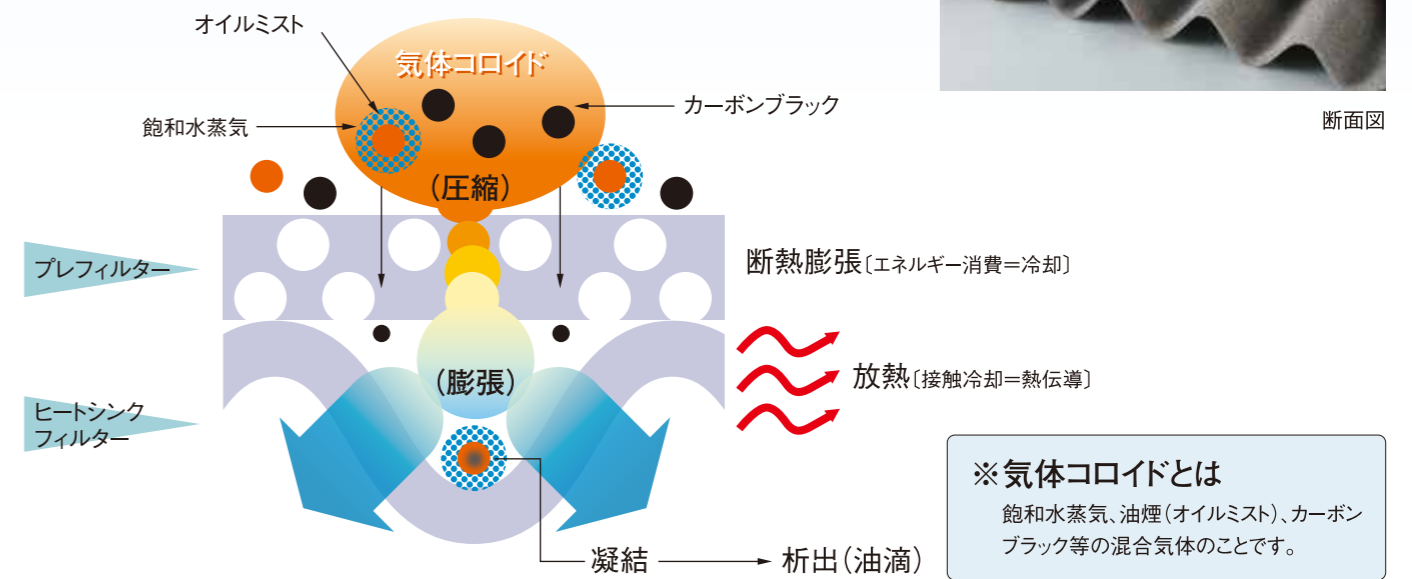 オイルミスト
気体コロイド
カーボンブラック
飽和水蒸気
断面図
(圧縮)
プレフィルター
断熱膨張〔エネルギー消費=冷却〕
放熱〔接触冷却=熱伝導〕
(膨張)
ヒートシンク
フィルター
※気体コロイドとは
飽和水蒸気、油煙(オイルミスト)、カーボン
ブラック等の混合気体のことです。
凝結
析出(油滴)